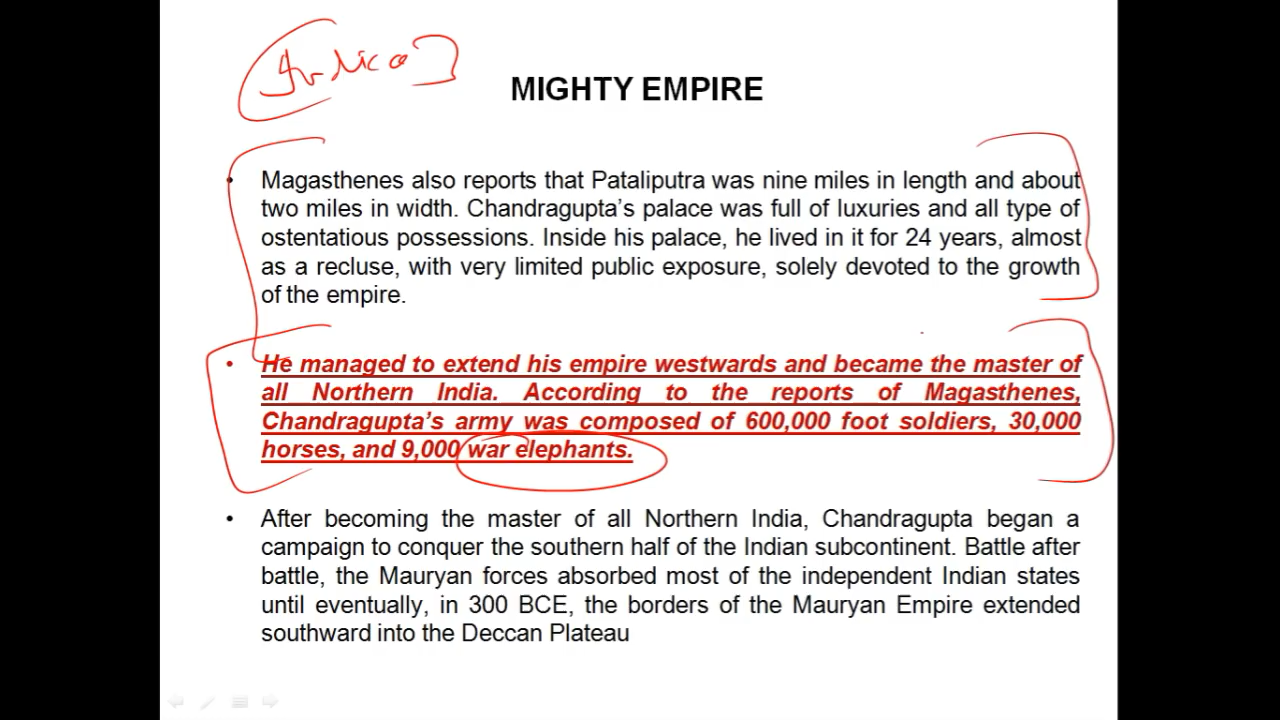 Indica
MIGHTY EMPIRE
• Magasthenes also reports that Pataliputra was nine miles in length and about
two miles in width. Chandragupta's palace was full of luxuries and all type of
ostentatious possessions. Inside his palace, he lived in it for 24 years, almost
as a recluse, with very limited public exposure, solely devoted to the growth
of the empire.
• He managed to extend his empire westwards and became the master of
all Northern India. According to the reports of Magasthenes,
Chandragupta's army was composed of 600,000 foot soldiers, 30,000
horses, and 9,000 war elephants.
• After becoming the master of all Northern India, Chandragupta began a
campaign to conquer the southern half of the Indian subcontinent. Battle after
battle, the Mauryan forces absorbed most of the independent Indian states
until eventually, in 300 BCE, the borders of the Mauryan Empire extended
southward into the Deccan Plateau